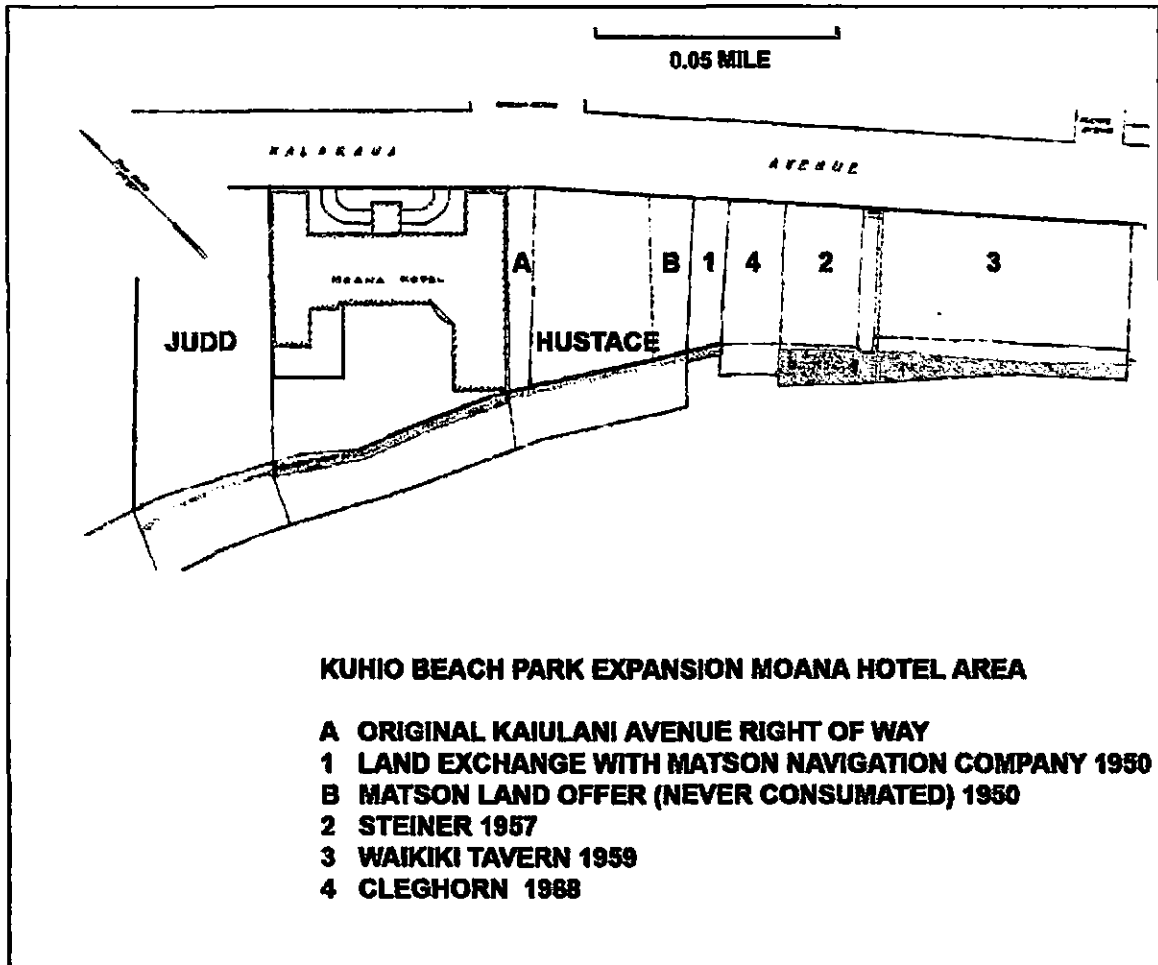 0.05 MILE
KALAKAUA
AVENUE
MOANA HOTEL
A
B
1
4
2
3
JUDD
HUSTACE
KUHIO BEACH PARK EXPANSION MOANA HOTEL AREA
A ORIGINAL KAIULANI AVENUE RIGHT OF WAY
1 LAND EXCHANGE WITH MATSON NAVIGATION COMPANY 1950
B MATSON LAND OFFER (NEVER CONSUMATED) 1950
2 STEINER 1957
3 WAIKIKI TAVERN 1959
4 CLEGHORN 1968